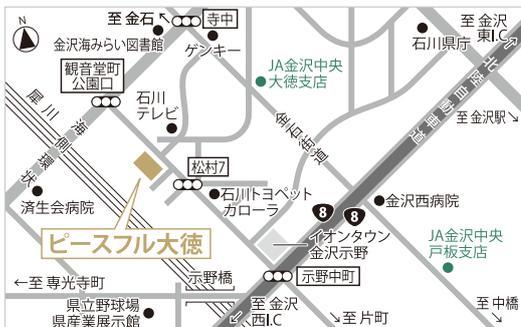 N
至 金石
寺中
金沢海みらい図書館
ゲンキー
至 金沢
東I.C
石川県庁
JA金沢中央
大徳支店
北陸自動車道
観音堂町
公園口
石川
テレビ
金石街道
至 金沢駅
犀川
海側環状
松村7
石川トヨペット
カローラ
済生会病院
金沢西病院
8
8
ピースフル大徳
イオンタウン
金沢示野
JA金沢中央
戸板支店
示野橋
示野中町
至 専光寺町
県立野球場
県産業展示館
至 金沢
西I.C
至 片町
至 中橋